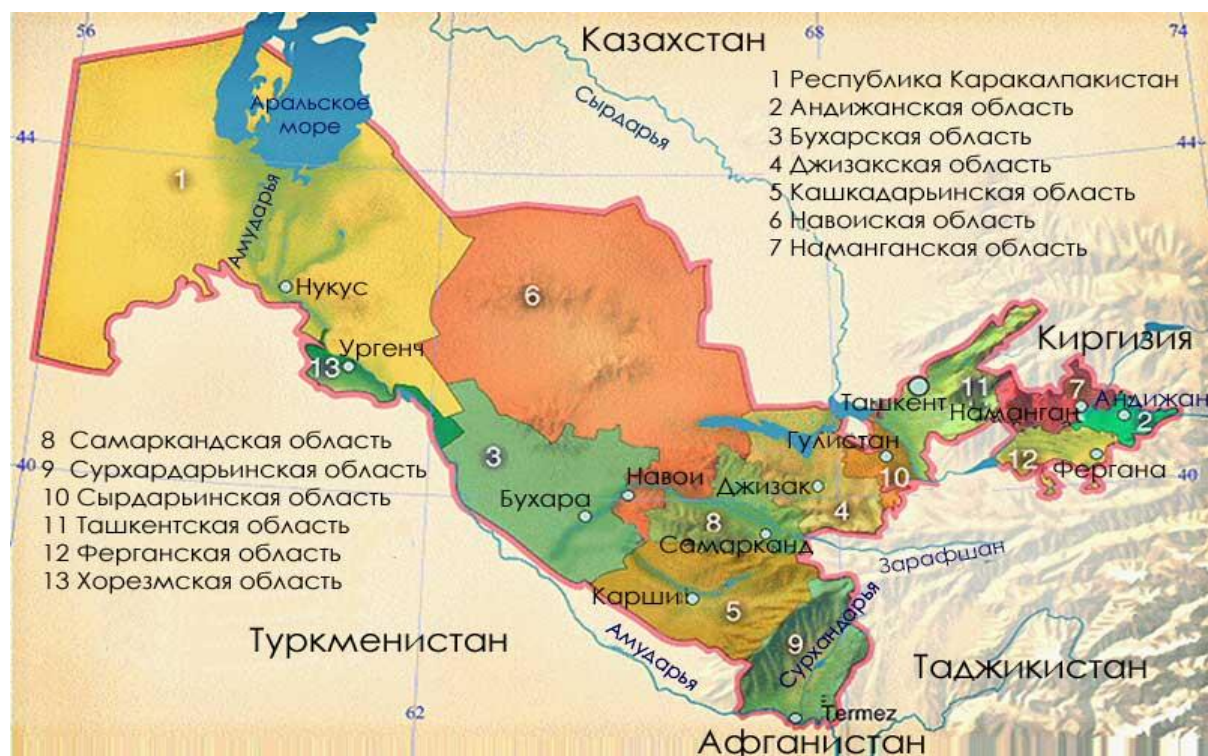 56
68
74
Казахстан
1 Республика Каракалпакистан
2 Андижанская область
3 Бухарская область
4 Джизакская область
5 Кашкадарьинская область
6 Навоиская область
7 Наманганская область
Аральское
море
Сырдарья
44
44
1
Амударья
Нукус
6
Ургенч
13
Киргизия
11
7
Ташкент
Наманган
Андижан
2
8 Самаркандская область
9 Сурхардарьинская область
10 Сырдарьинская область
11 Ташкентская область
12 Ферганская область
13 Хорезмская область
40
3
Гулистан
10
12
Фергана
40
Навои
Бухара
Джизак
4
8
Самарканд
Зарафшан
Карши
5
Туркменистан
Амударья
9
Сурхандарья
Таджикистан
62
Termez
Афганистан